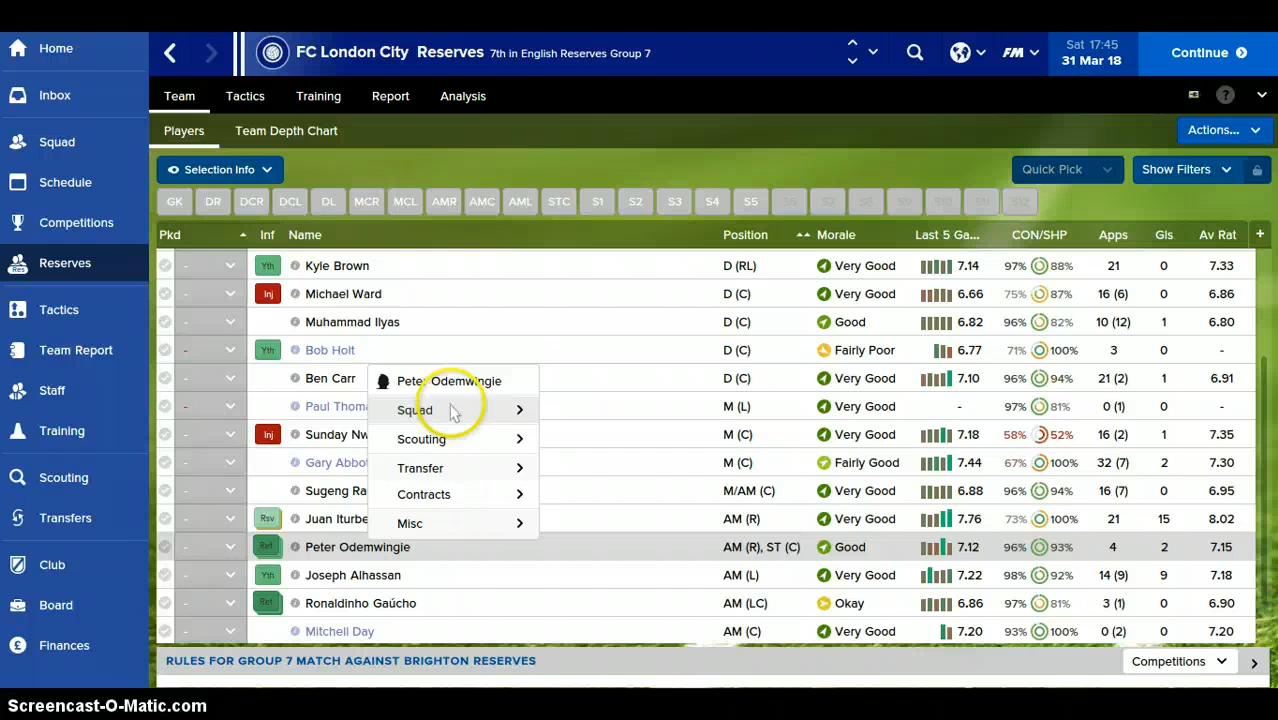 Home
FC London City Reserves 7th in English Reserves Group 7
FM
Sat 17:45
31 Mar 18
Continue
Inbox
Squad
Schedule
Competitions
Reserves
Tactics
Team Report
Staff
Training
Scouting
Transfers
Club
Board
Finances
Team Tactics Training Report Analysis
Players Team Depth Chart Actions...
Selection Info Quick Pick Show Filters
GK DR DCR DCL DL MCR MCL AMR AMC AML STC S1 S2 S3 S4 S5
Pkd Inf Name Position Morale Last 5 Ga... CON/SHP Apps Gls Av Rat +
- Yth Kyle Brown D (RL) Very Good 7.14 97% 88% 21 0 7.33
- Inj Michael Ward D (C) Very Good 6.66 75% 87% 16 (6) 0 6.86
- Muhammad Ilyas D (C) Good 6.82 96% 82% 10 (12) 1 6.80
- Yth Bob Holt D (C) Fairly Poor 6.77 71% 100% 3 0 -
- Ben Carr D (C) Very Good 7.10 96% 94% 21 (2) 1 6.91
- Paul Thoma M (L) Very Good - 97% 81% 0 (1) 0 -
- Inj Sunday Nw M (C) Very Good 7.18 58% 52% 16 (2) 1 7.35
- Gary Abbot M (C) Fairly Good 7.44 67% 100% 32 (7) 2 7.30
- Sugeng Ra M/AM (C) Very Good 6.88 96% 94% 16 (7) 0 6.95
- Rsv Juan Iturbe AM (R) Very Good 7.76 73% 100% 21 15 8.02
- Ret Peter Odemwingie AM (R), ST (C) Good 7.12 96% 93% 4 2 7.15
- Yth Joseph Alhassan AM (L) Very Good 7.22 98% 92% 14 (9) 9 7.18
- Ret Ronaldinho Gaúcho AM (LC) Okay 6.86 97% 81% 3 (1) 0 6.90
- Mitchell Day AM (C) Very Good 7.20 93% 100% 0 (2) 0 7.20
Peter Odemwingie
Squad
Scouting
Transfer
Contracts
Misc
RULES FOR GROUP 7 MATCH AGAINST BRIGHTON RESERVES Competitions
Screencast-O-Matic.com